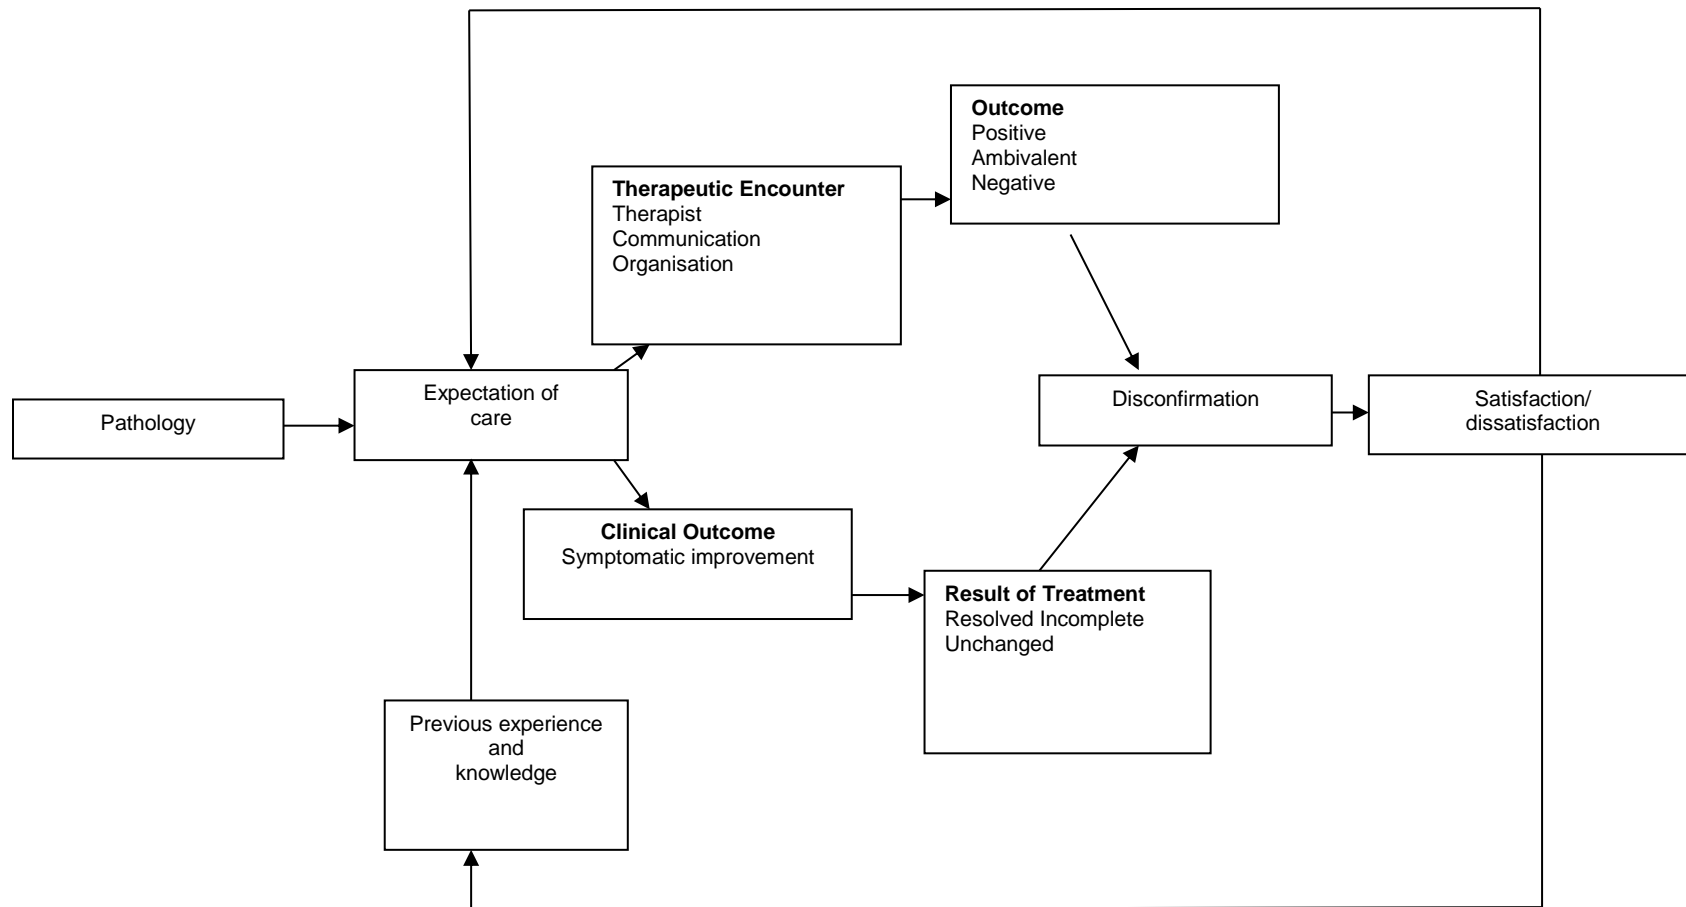 Outcome
Positive
Ambivalent
Negative
Therapeutic Encounter
Therapist
Communication
Organisation
Pathology
Expectation of
care
Disconfirmation
Satisfaction/
dissatisfaction
Clinical Outcome
Symptomatic improvement
Result of Treatment
Resolved Incomplete
Unchanged
Previous experience
and
knowledge